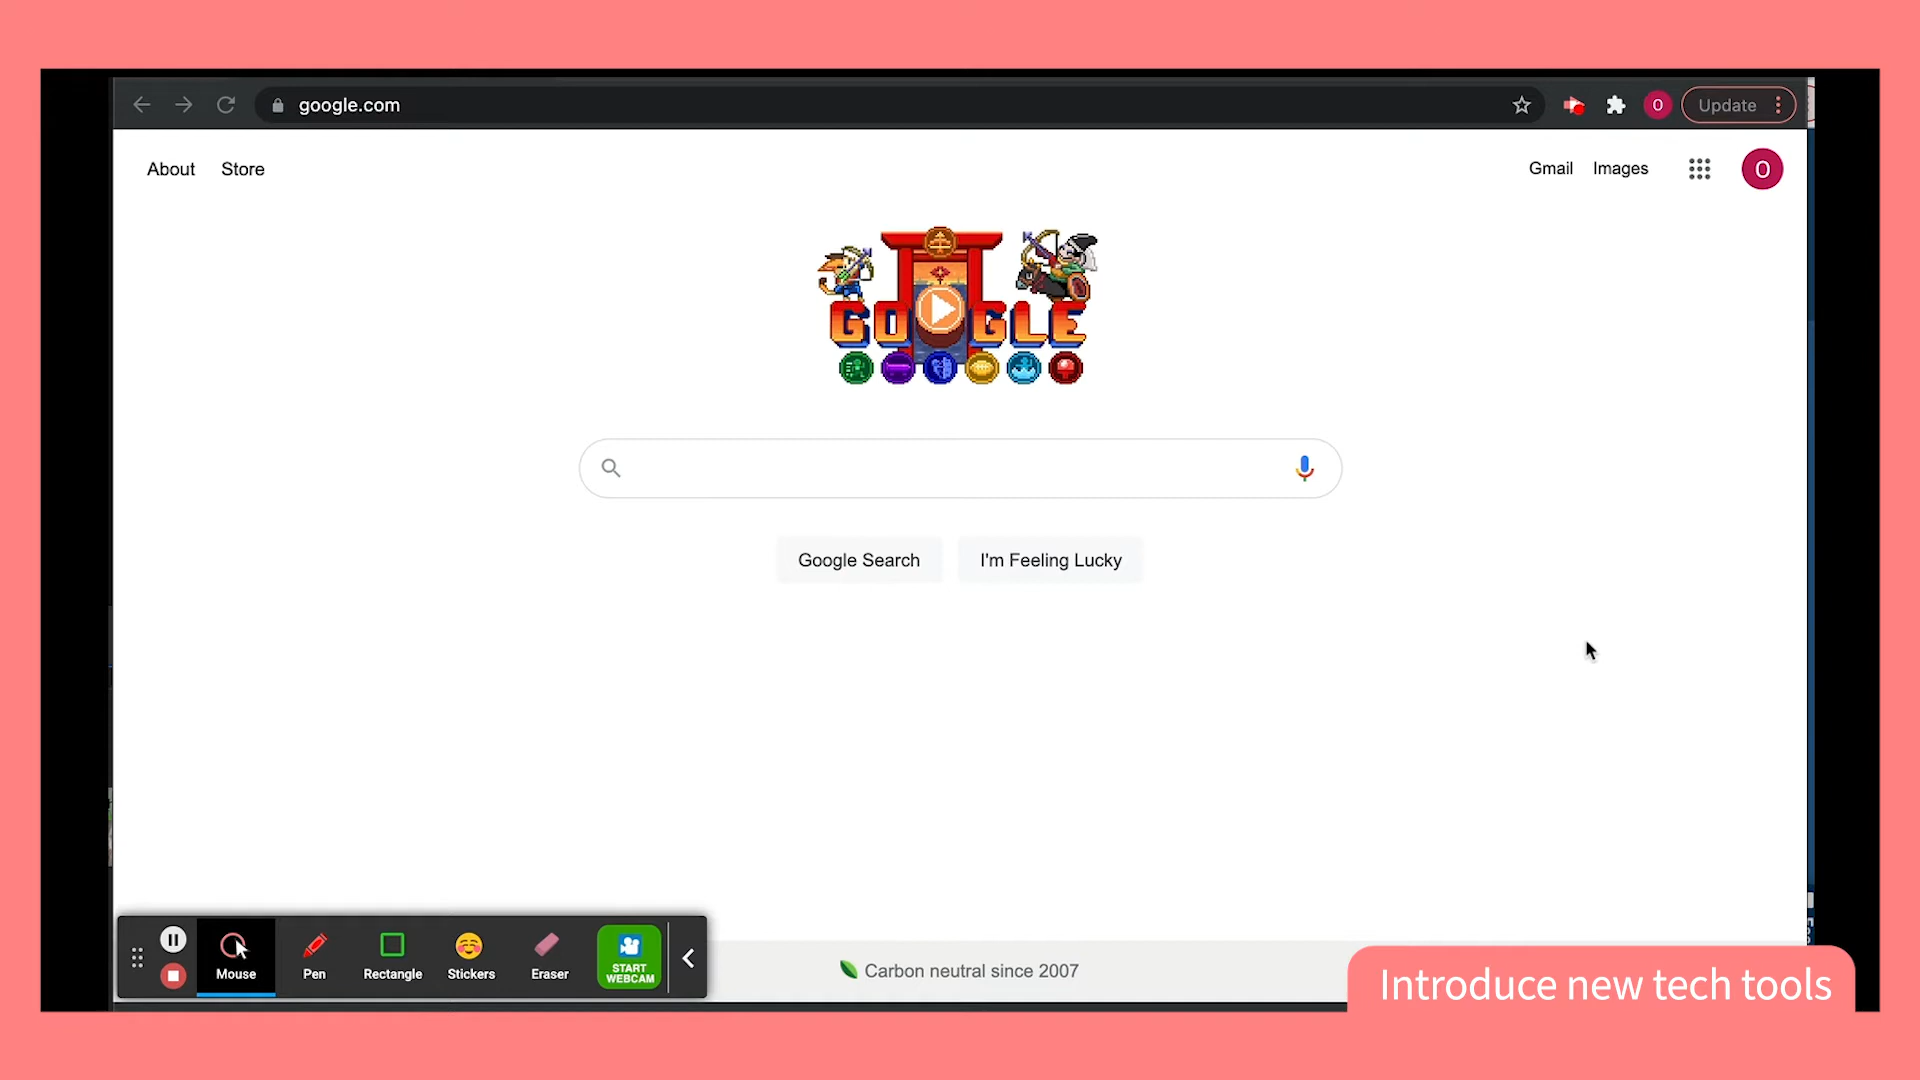 google.com
O
Update
About
Store
Gmail
Images
O
GOOGLE
Google Search
I'm Feeling Lucky
Mouse
Pen
Rectangle
Stickers
Eraser
START
WEBCAM
Carbon neutral since 2007
Introduce new tech tools